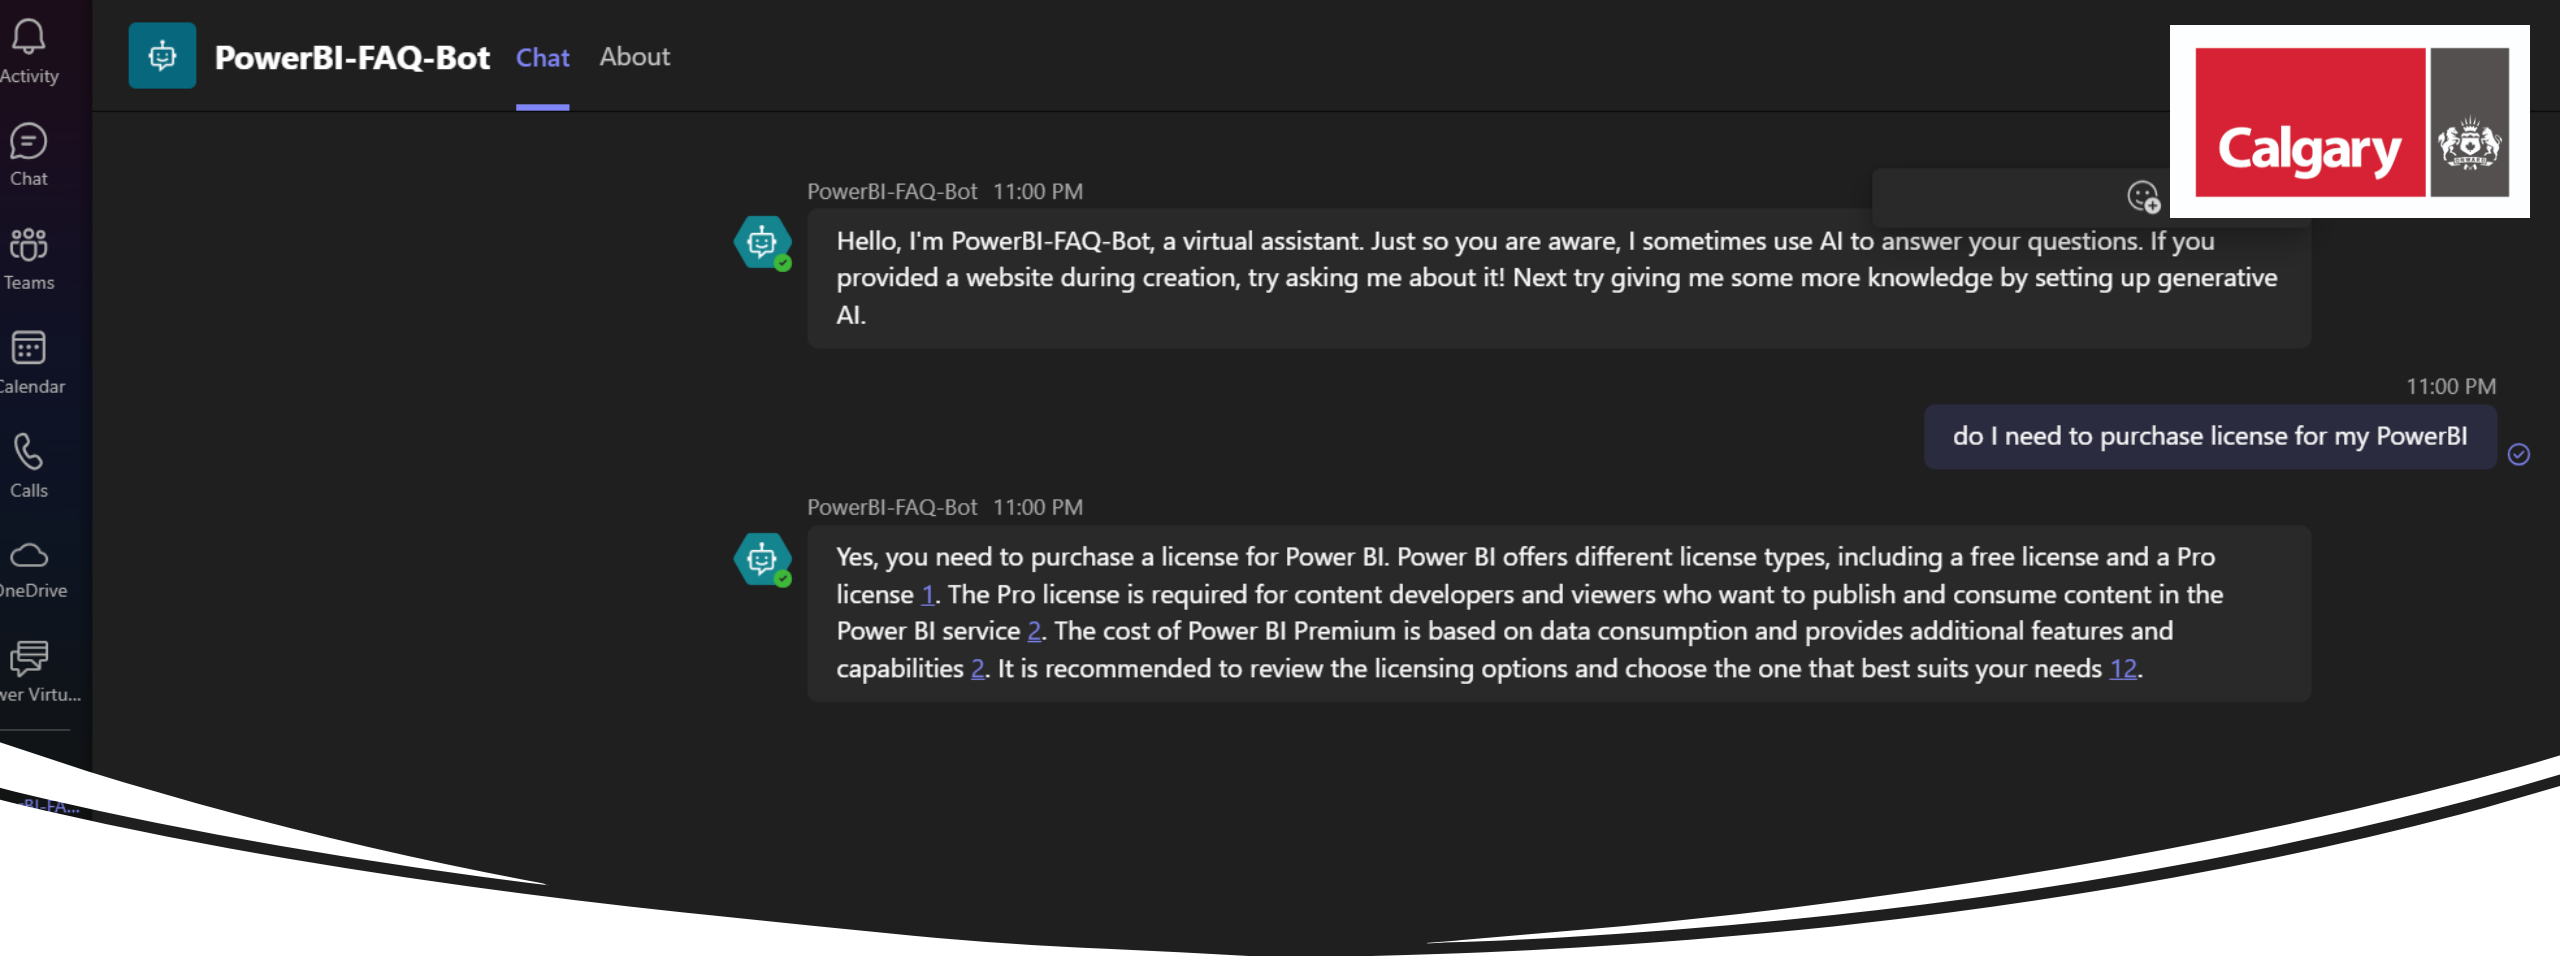 Activity
Chat
Teams
Calendar
Calls
OneDrive
PowerBI-FAQ-Bot Chat About
Calgary
ONWARD
PowerBI-FAQ-Bot 11:00 PM
Hello, I'm PowerBI-FAQ-Bot, a virtual assistant. Just so you are aware, I sometimes use AI to answer your questions. If you
provided a website during creation, try asking me about it! Next try giving me some more knowledge by setting up generative
AI.
11:00 PM
do I need to purchase license for my PowerBI
PowerBI-FAQ-Bot 11:00 PM
Yes, you need to purchase a license for Power BI. Power BI offers different license types, including a free license and a Pro
license 1. The Pro license is required for content developers and viewers who want to publish and consume content in the
Power BI service 2. The cost of Power BI Premium is based on data consumption and provides additional features and
capabilities 2. It is recommended to review the licensing options and choose the one that best suits your needs 12.